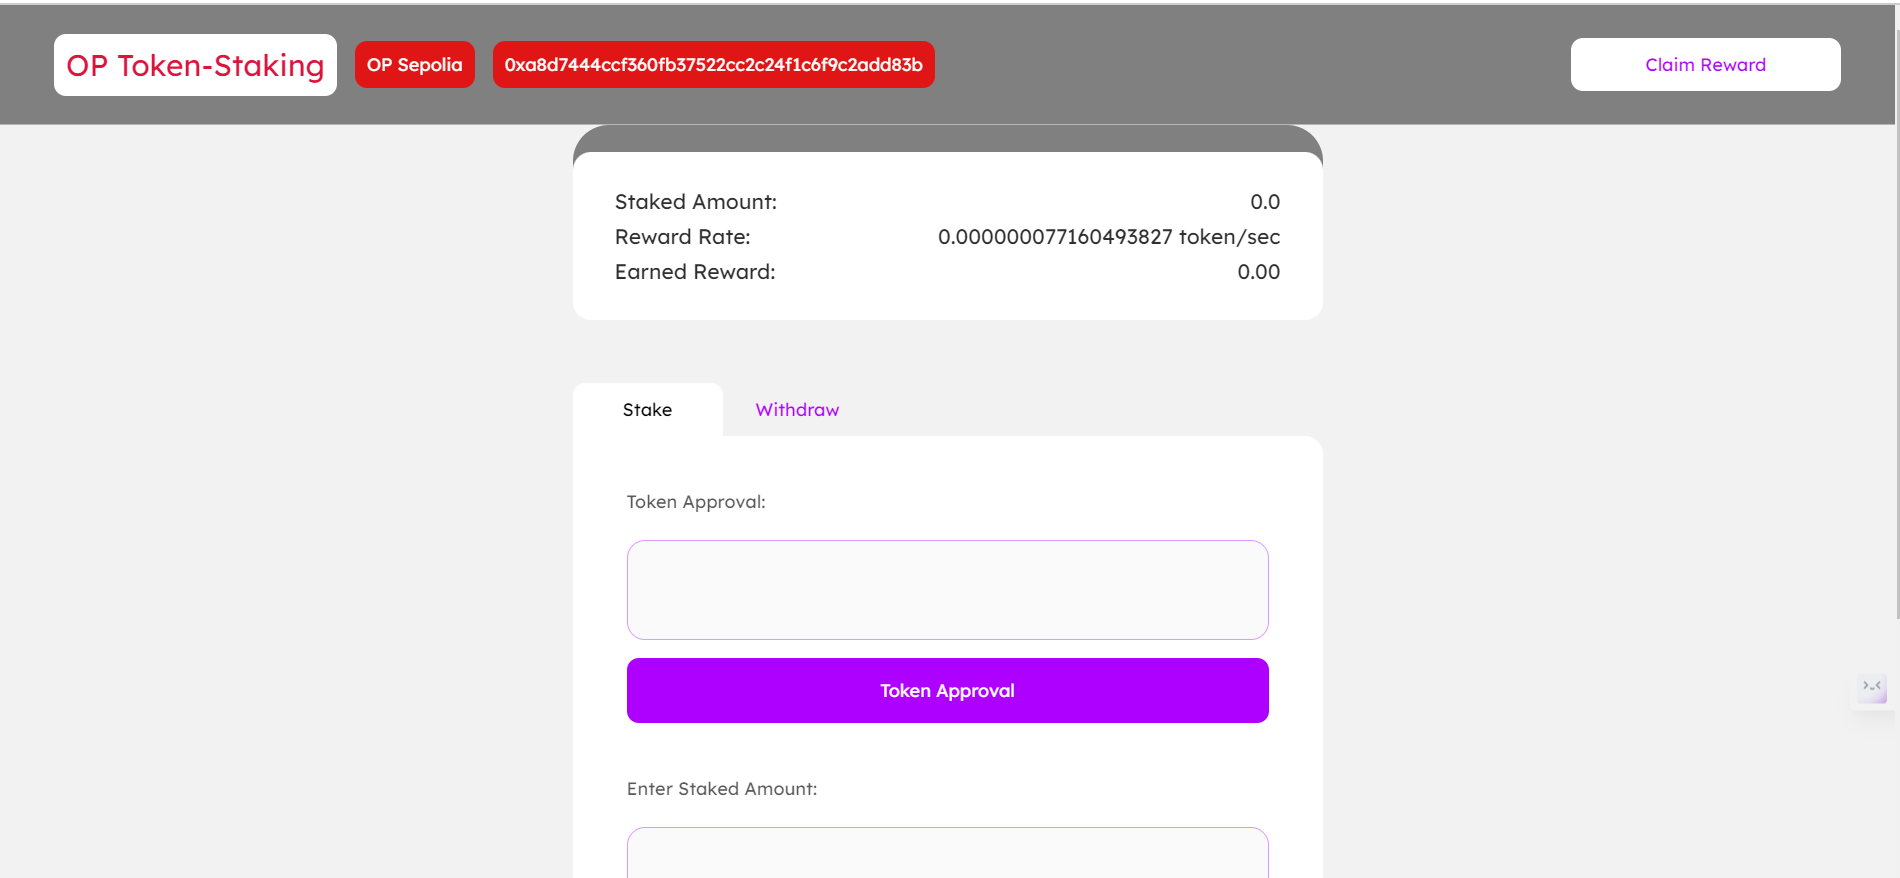 OP Token-Staking
OP Sepolia
0xa8d7444ccf360fb37522cc2c24f1c6f9c2add83b
Claim Reward
Staked Amount: 0.0
Reward Rate: 0.000000077160493827 token/sec
Earned Reward: 0.00
Stake
Withdraw
Token Approval:
Token Approval
Enter Staked Amount: